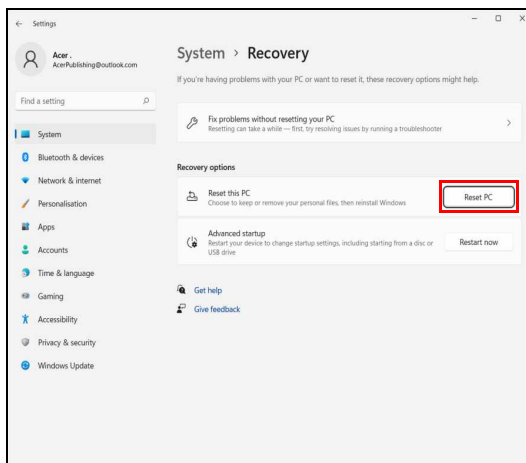 Settings
Acer .
AcerPublishing@outlook.com
Find a setting
System
Bluetooth & devices
Network & internet
Personalisation
Apps
Accounts
Time & language
Gaming
Accessibility
Privacy & security
Windows Update
System > Recovery
If you're having problems with your PC or want to reset it, these recovery options might help.
Fix problems without resetting your PC
Resetting can take a while — first, try resolving issues by running a troubleshooter
Recovery options
Reset this PC
Choose to keep or remove your personal files, then reinstall Windows
Reset PC
Advanced startup
Restart your device to change startup settings, including starting from a disc or
USB drive
Restart now
Get help
Give feedback